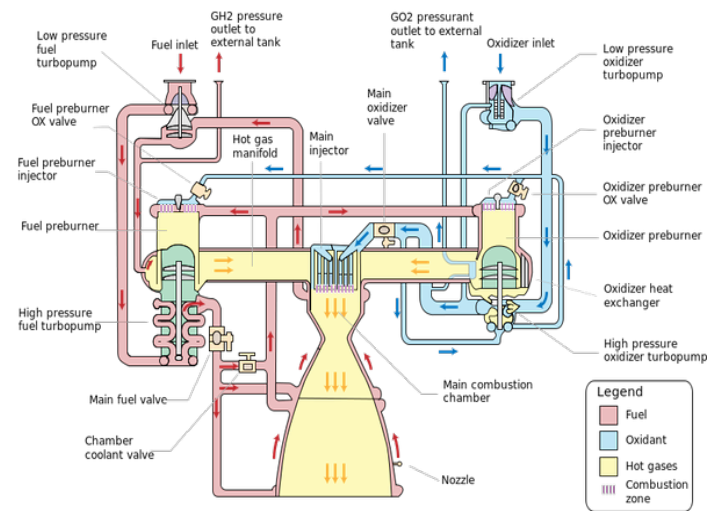 GH2 pressure
outlet to
external tank
GO2 pressurant
outlet to external
tank
Low pressure
fuel
turbopump
Fuel inlet
Oxidizer inlet
Low pressure
oxidizer
turbopump
Main
oxidizer
valve
Fuel preburner
OX valve
Hot gas
manifold
Main
injector
Oxidizer
preburner
injector
Fuel preburner
injector
Oxidizer preburner
OX valve
Fuel preburner
Oxidizer preburner
Oxidizer heat
exchanger
High pressure
fuel turbopump
High pressure
oxidizer turbopump
Main fuel valve
Main combustion
chamber
Chamber
coolant valve
Nozzle
Legend
Fuel
Oxidant
Hot gases
Combustion
zone